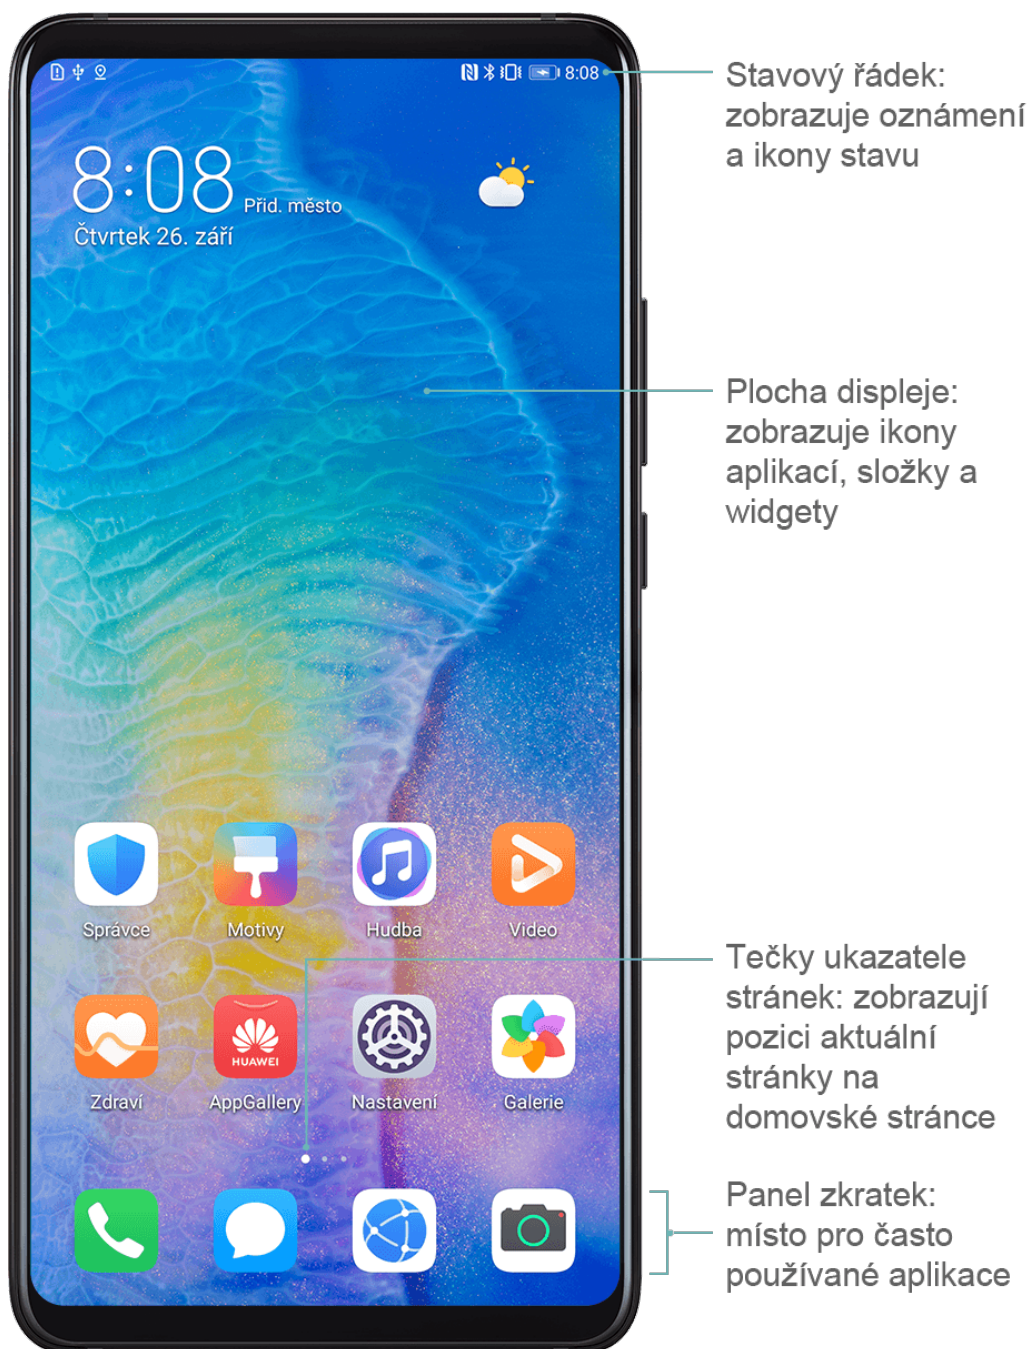 8:08
Stavový řádek:
zobrazuje oznámení
a ikony stavu
8:08
Přid. město
Čtvrtek 26. září
Plocha displeje:
zobrazuje ikony
aplikací, složky a
widgety
Správce
Motivy
Hudba
Video
Tečky ukazatele
stránek: zobrazují
pozici aktuální
stránky na
domovské stránce
HUAWEI
Zdraví
AppGallery
Nastavení
Galerie
Panel zkratek:
místo pro často
používané aplikace